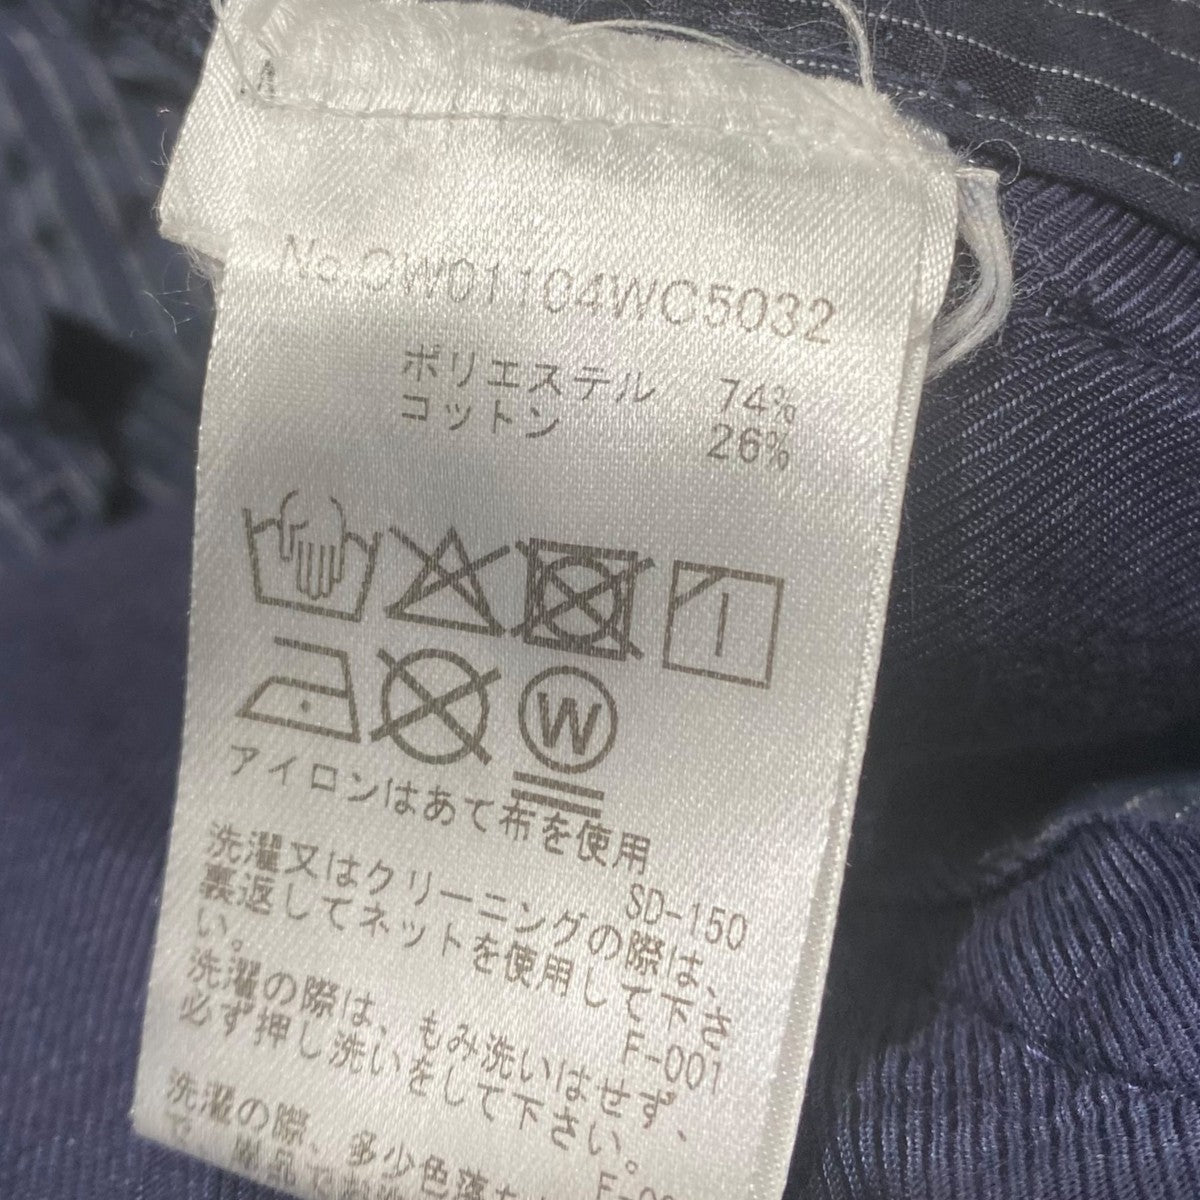 No.OW01104WC5032
ポリエステル 74%
コットン 26%
W
アイロンはあて布を使用
SD-150
洗濯又はクリーニングの際は、
裏返してネットを使用して下さ
い。
F-001
洗濯の際は、もみ洗いはせず、
必ず押し洗いをして下さい。
洗濯の際、多少色落ち